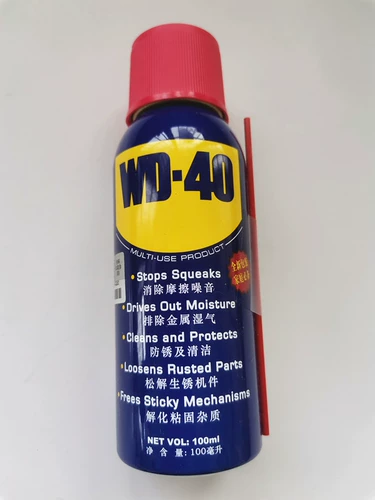 WD-40
MULTI-USE PRODUCT
• Stops Squeaks
消除摩擦噪音
• Drives Out Moisture
排除金属湿气
• Cleans and Protects
防锈及清洁
• Loosens Rusted Parts
松解生锈机件
• Frees Sticky Mechanisms
解化粘固杂质
NET VOL: 100ml
净 含 量: 100毫升